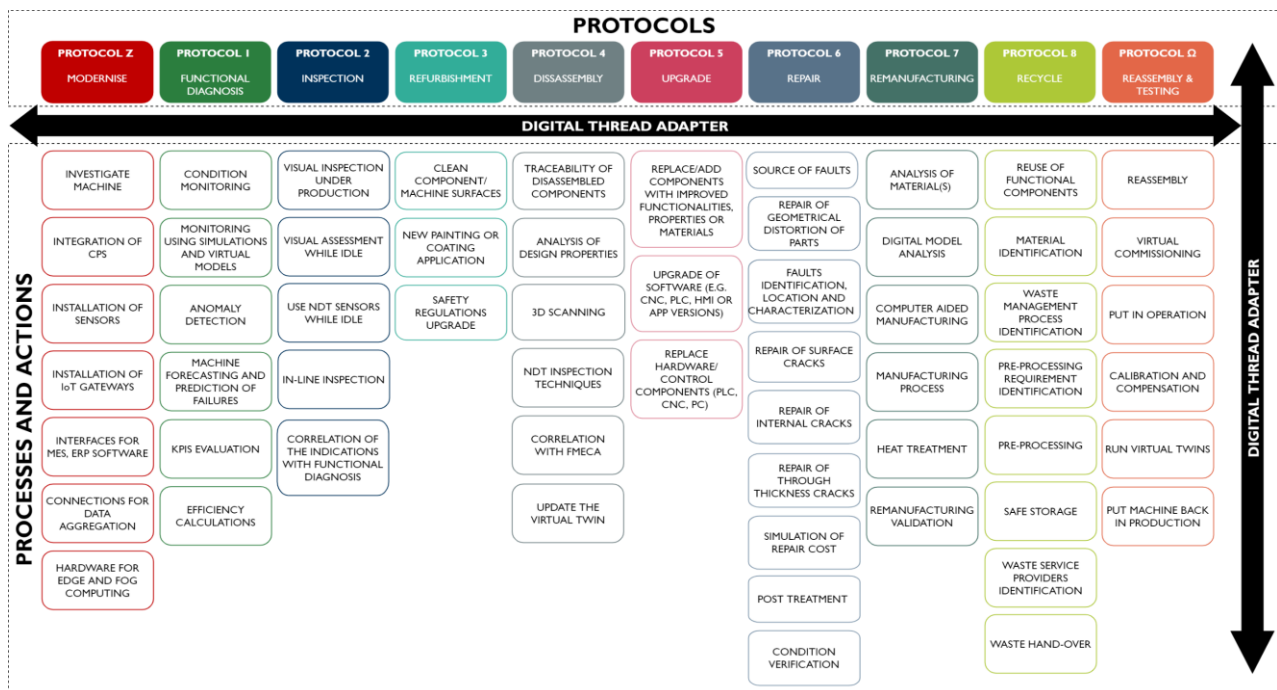 PROTOCOLS
PROTOCOL Z
MODERNISE
PROTOCOL 1
FUNCTIONAL
DIAGNOSIS
PROTOCOL 2
INSPECTION
PROTOCOL 3
REFURBISHMENT
PROTOCOL 4
DISSASSEMBLY
PROTOCOL 5
UPGRADE
PROTOCOL 6
REPAIR
PROTOCOL 7
REMANUFACTURING
PROTOCOL 8
RECYCLE
PROTOCOL Ω
REASSEMBLY &
TESTING
DIGITAL THREAD ADAPTER
PROCESSES AND ACTIONS
INVESTIGATE
MACHINE
INTEGRATION OF
CPS
INSTALLATION OF
SENSORS
INSTALLATION OF
IoT GATEWAYS
INTERFACES FOR
MES, ERP SOFTWARE
CONNECTIONS FOR
DATA
AGGREGATION
HARDWARE FOR
EDGE AND FOG
COMPUTING
CONDITION
MONITORING
MONITORING
USING SIMULATIONS
AND VIRTUAL
MODELS
ANOMALY
DETECTION
MACHINE
FORECASTING AND
PREDICTION OF
FAILURES
KPIS EVALUATION
EFFICIENCY
CALCULATIONS
VISUAL INSPECTION
UNDER
PRODUCTION
VISUAL ASSESSMENT
WHILE IDLE
USE NDT SENSORS
WHILE IDLE
IN-LINE INSPECTION
CORRELATION OF
THE INDICATIONS
WITH FUNCTIONAL
DIAGNOSIS
CLEAN
COMPONENT/
MACHINE SURFACES
NEW PAINTING OR
COATING
APPLICATION
SAFETY
REGULATIONS
UPGRADE
TRACEABILITY OF
DISASSEMBLED
COMPONENTS
ANALYSIS OF
DESIGN PROPERTIES
3D SCANNING
NDT INSPECTION
TECHNIQUES
CORRELATION
WITH FMECA
UPDATE THE
VIRTUAL TWIN
REPLACE/ADD
COMPONENTS
WITH IMPROVED
FUNCTIONALITIES,
PROPERTIES OR
MATERIALS
UPGRADE OF
SOFTWARE (E.G.
CNC, PLC, HMI OR
APP VERSIONS)
REPLACE
HARDWARE/
CONTROL
COMPONENTS (PLC,
CNC, PC)
SOURCE OF FAULTS
REPAIR OF
GEOMETRICAL
DISTORTION OF
PARTS
FAULTS
IDENTIFICATION,
LOCATION AND
CHARACTERIZATION
REPAIR OF SURFACE
CRACKS
REPAIR OF
INTERNAL CRACKS
REPAIR OF
THROUGH
THICKNESS CRACKS
SIMULATION OF
REPAIR COST
POST TREATMENT
CONDITION
VERIFICATION
ANALYSIS OF
MATERIAL(S)
DIGITAL MODEL
ANALYSIS
COMPUTER AIDED
MANUFACTURING
MANUFACTURING
PROCESS
HEAT TREATMENT
REMANUFACTURING
VALIDATION
REUSE OF
FUNCTIONAL
COMPONENTS
MATERIAL
IDENTIFICATION
WASTE
MANAGEMENT
PROCESS
IDENTIFICATION
PRE-PROCESSING
REQUIREMENT
IDENTIFICATION
PRE-PROCESSING
SAFE STORAGE
WASTE SERVICE
PROVIDERS
IDENTIFICATION
WASTE HAND-OVER
REASSEMBLY
VIRTUAL
COMMISSIONING
PUT IN OPERATION
CALIBRATION AND
COMPENSATION
RUN VIRTUAL TWINS
PUT MACHINE BACK
IN PRODUCTION
DIGITAL THREAD ADAPTER